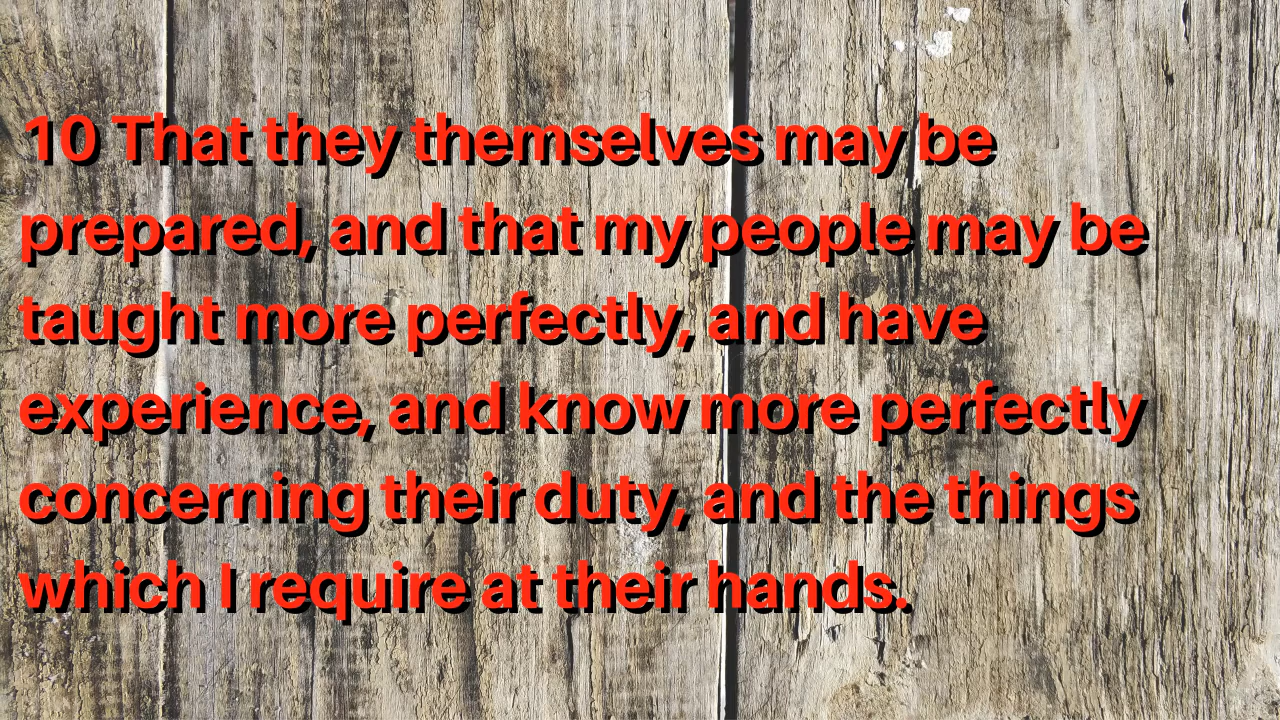 10 That they themselves may be
prepared, and that my people may be
taught more perfectly, and have
experience, and know more perfectly
concerning their duty, and the things
which I require at their hands.